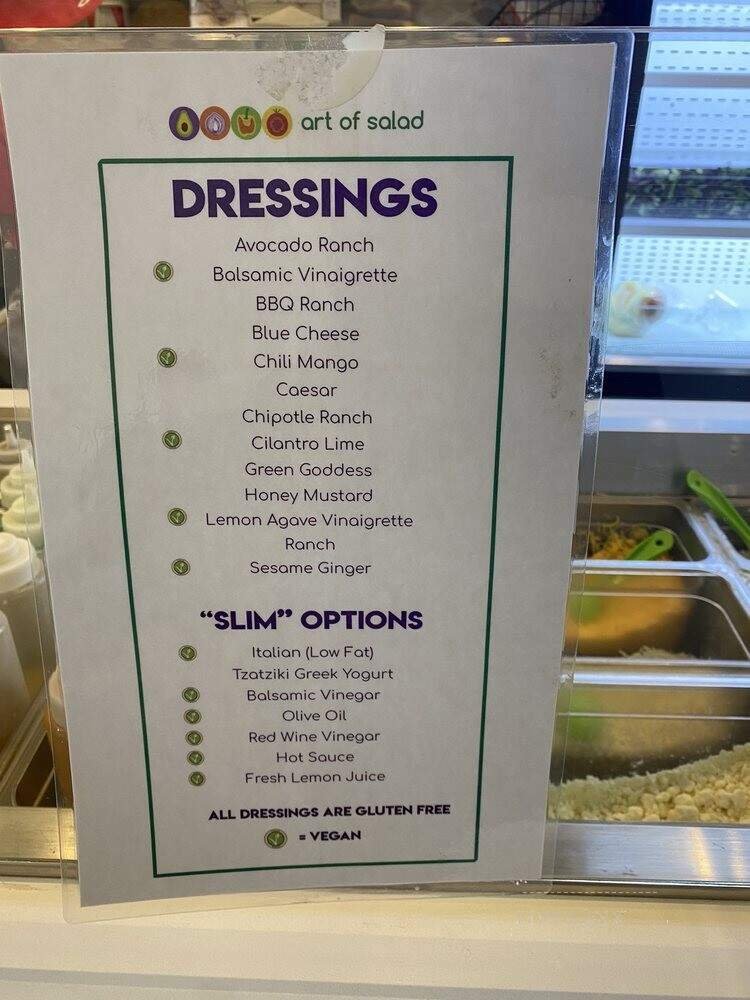 art of salad
DRESSINGS
Avocado Ranch
Balsamic Vinaigrette
BBQ Ranch
Blue Cheese
Chili Mango
Caesar
Chipotle Ranch
Cilantro Lime
Green Goddess
Honey Mustard
Lemon Agave Vinaigrette
Ranch
Sesame Ginger
"SLIM" OPTIONS
Italian (Low Fat)
Tzatziki Greek Yogurt
Balsamic Vinegar
Olive Oil
Red Wine Vinegar
Hot Sauce
Fresh Lemon Juice
ALL DRESSINGS ARE GLUTEN FREE
= VEGAN